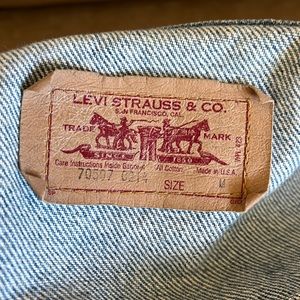 LEVI STRAUSS & CO.
SAN FRANCISCO, CAL.
TRADE MARK
SINCE 1850
Care Instructions Inside Garment All Cotton Made in U.S.A.
SIZE M